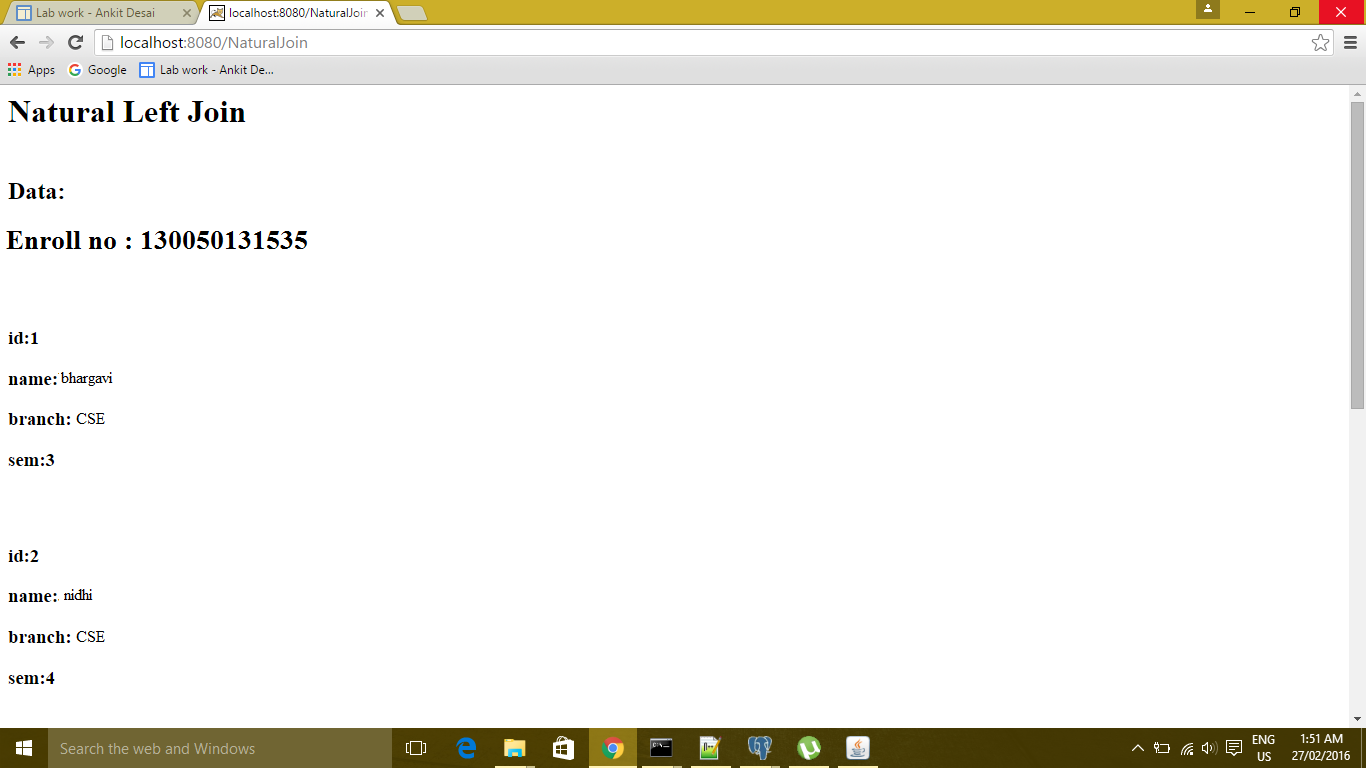 Lab work - Ankit Desai
localhost:8080/NaturalJoin
localhost:8080/NaturalJoin
Apps
Google
Lab work - Ankit De...
Natural Left Join
Data:
Enroll no : 130050131535
id:1
name: bhargavi
branch: CSE
sem:3
id:2
name: nidhi
branch: CSE
sem:4
Search the web and Windows
ENG
US
1:51 AM
27/02/2016